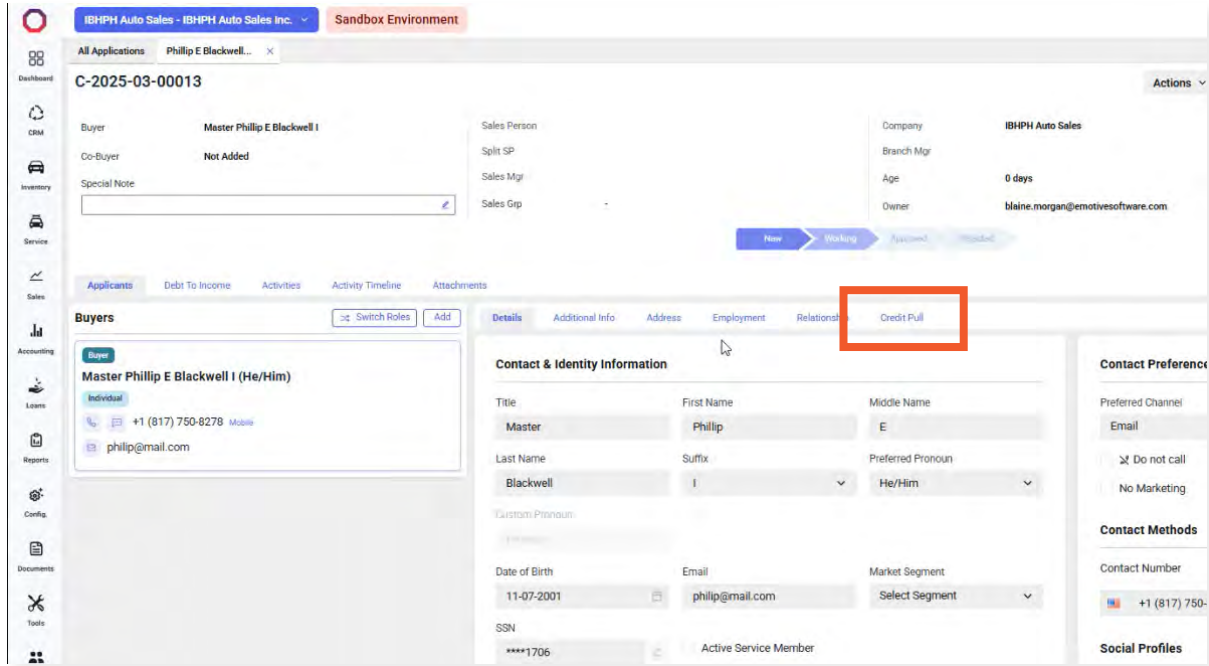 IBHPH Auto Sales - IBHPH Auto Sales Inc.
Sandbox Environment
All Applications
Phillip E Blackwell...
C-2025-03-00013
Actions
Dashboard
CRM
Inventory
Service
Sales
Accounting
Loans
Reports
Config.
Documents
Tools
Buyer
Master Phillip E Blackwell I
Co-Buyer
Not Added
Special Note
Sales Person
Split SP
Sales Mgr
Sales Grp
-
Company
IBHPH Auto Sales
Branch Mgr
Age
0 days
Owner
blaine.morgan@emotivesoftware.com
New
Working
Approved
Applicants
Debt To Income
Activities
Activity Timeline
Attachments
Buyers
Switch Roles
Add
Buyer
Master Phillip E Blackwell I (He/Him)
Individual
+1 (817) 750-8278 Mobile
philip@mail.com
Details
Additional Info
Address
Employment
Relationship
Credit Pull
Contact & Identity Information
Title
First Name
Middle Name
Master
Phillip
E
Last Name
Suffix
Preferred Pronoun
Blackwell
I
He/Him
Custom Pronoun
Date of Birth
Email
Market Segment
11-07-2001
philip@mail.com
Select Segment
SSN
****1706
Active Service Member
Contact Preference
Preferred Channel
Email
Do not call
No Marketing
Contact Methods
Contact Number
+1 (817) 750-
Social Profiles